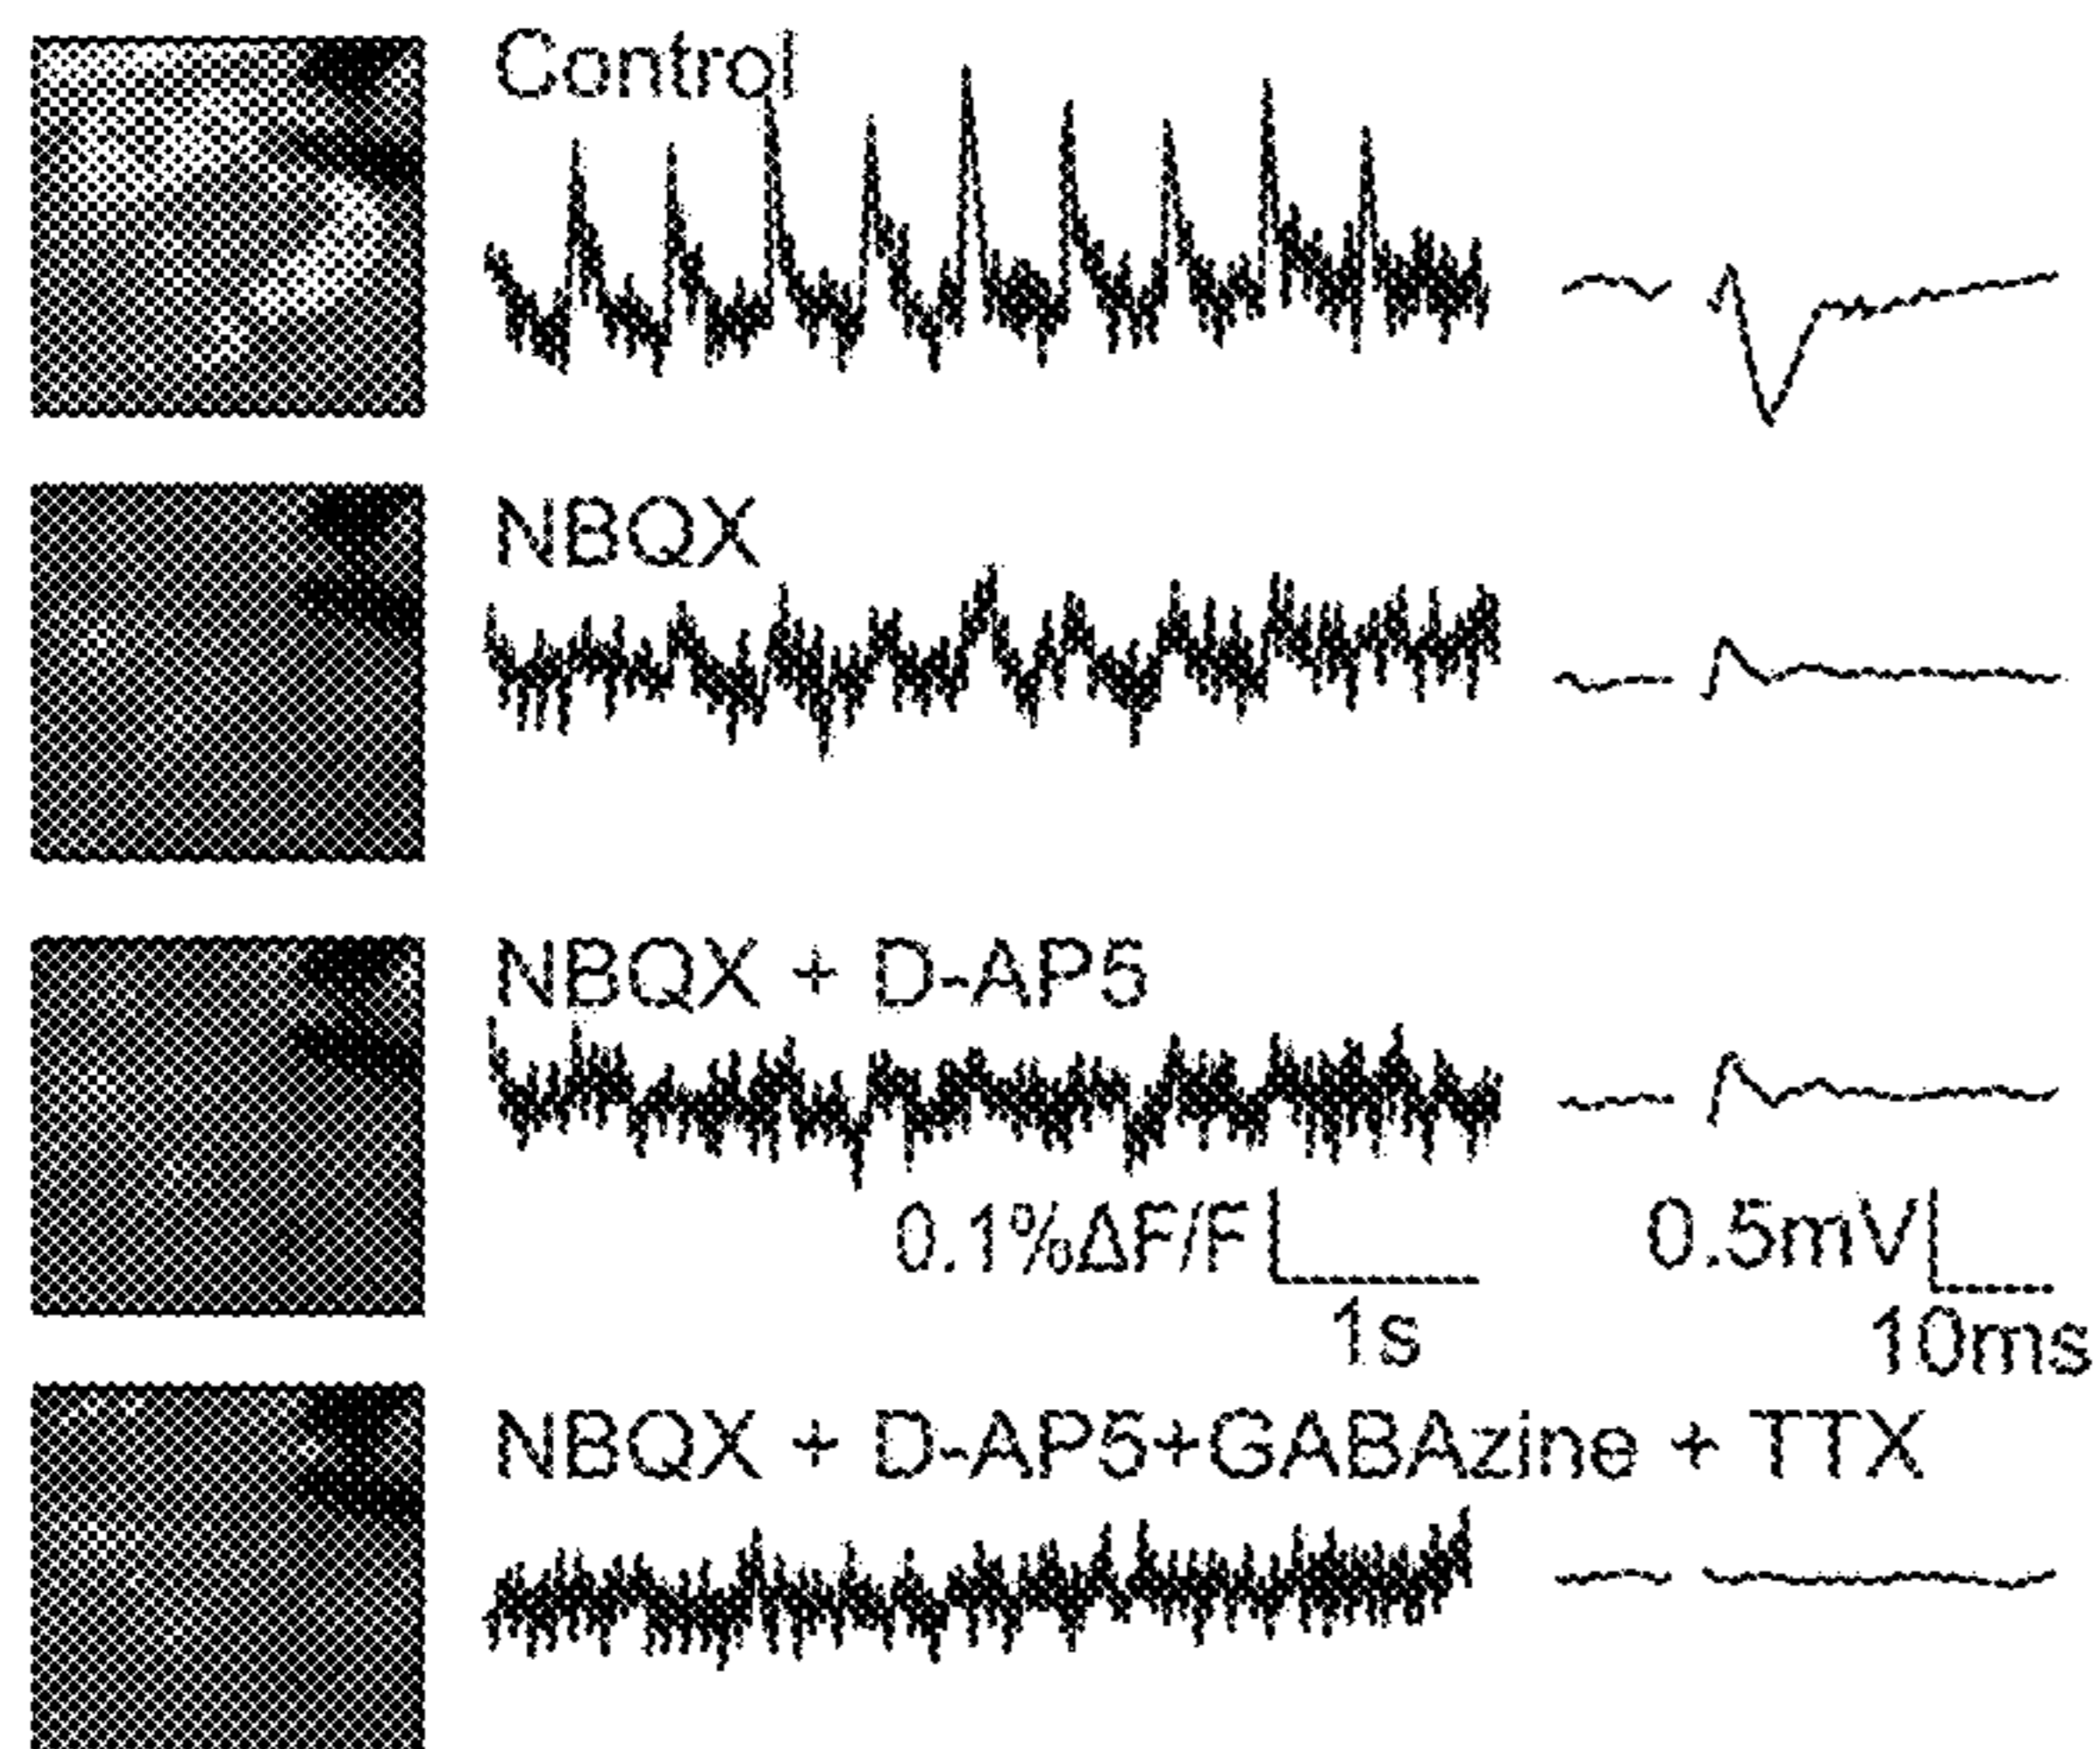 Control
NBQX
NBQX + D-AP5
0.1%ΔF/F
1s
0.5mV
10ms
NBQX + D-AP5+GABAzine + TTX